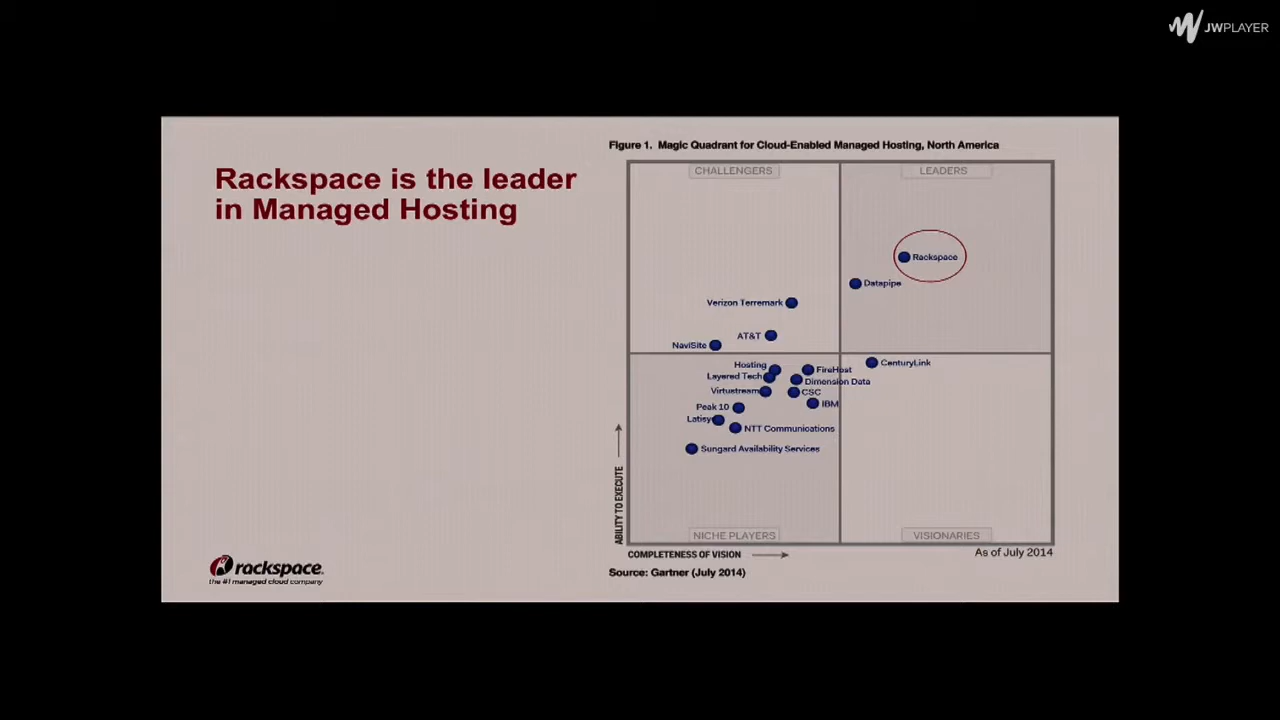 JWPLAYER
Rackspace is the leader
in Managed Hosting
Figure 1. Magic Quadrant for Cloud-Enabled Managed Hosting, North America
CHALLENGERS
LEADERS
Rackspace
Datapipe
Verizon Terremark
AT&T
NaviSite
Hosting
FireHost
CenturyLink
Layered Tech
Dimension Data
Virtustream
CSC
Peak 10
IBM
Latisys
NTT Communications
Sungard Availability Services
ABILITY TO EXECUTE
NICHE PLAYERS
VISIONARIES
COMPLETENESS OF VISION
As of July 2014
Source: Gartner (July 2014)
rackspace.
the #1 managed cloud company